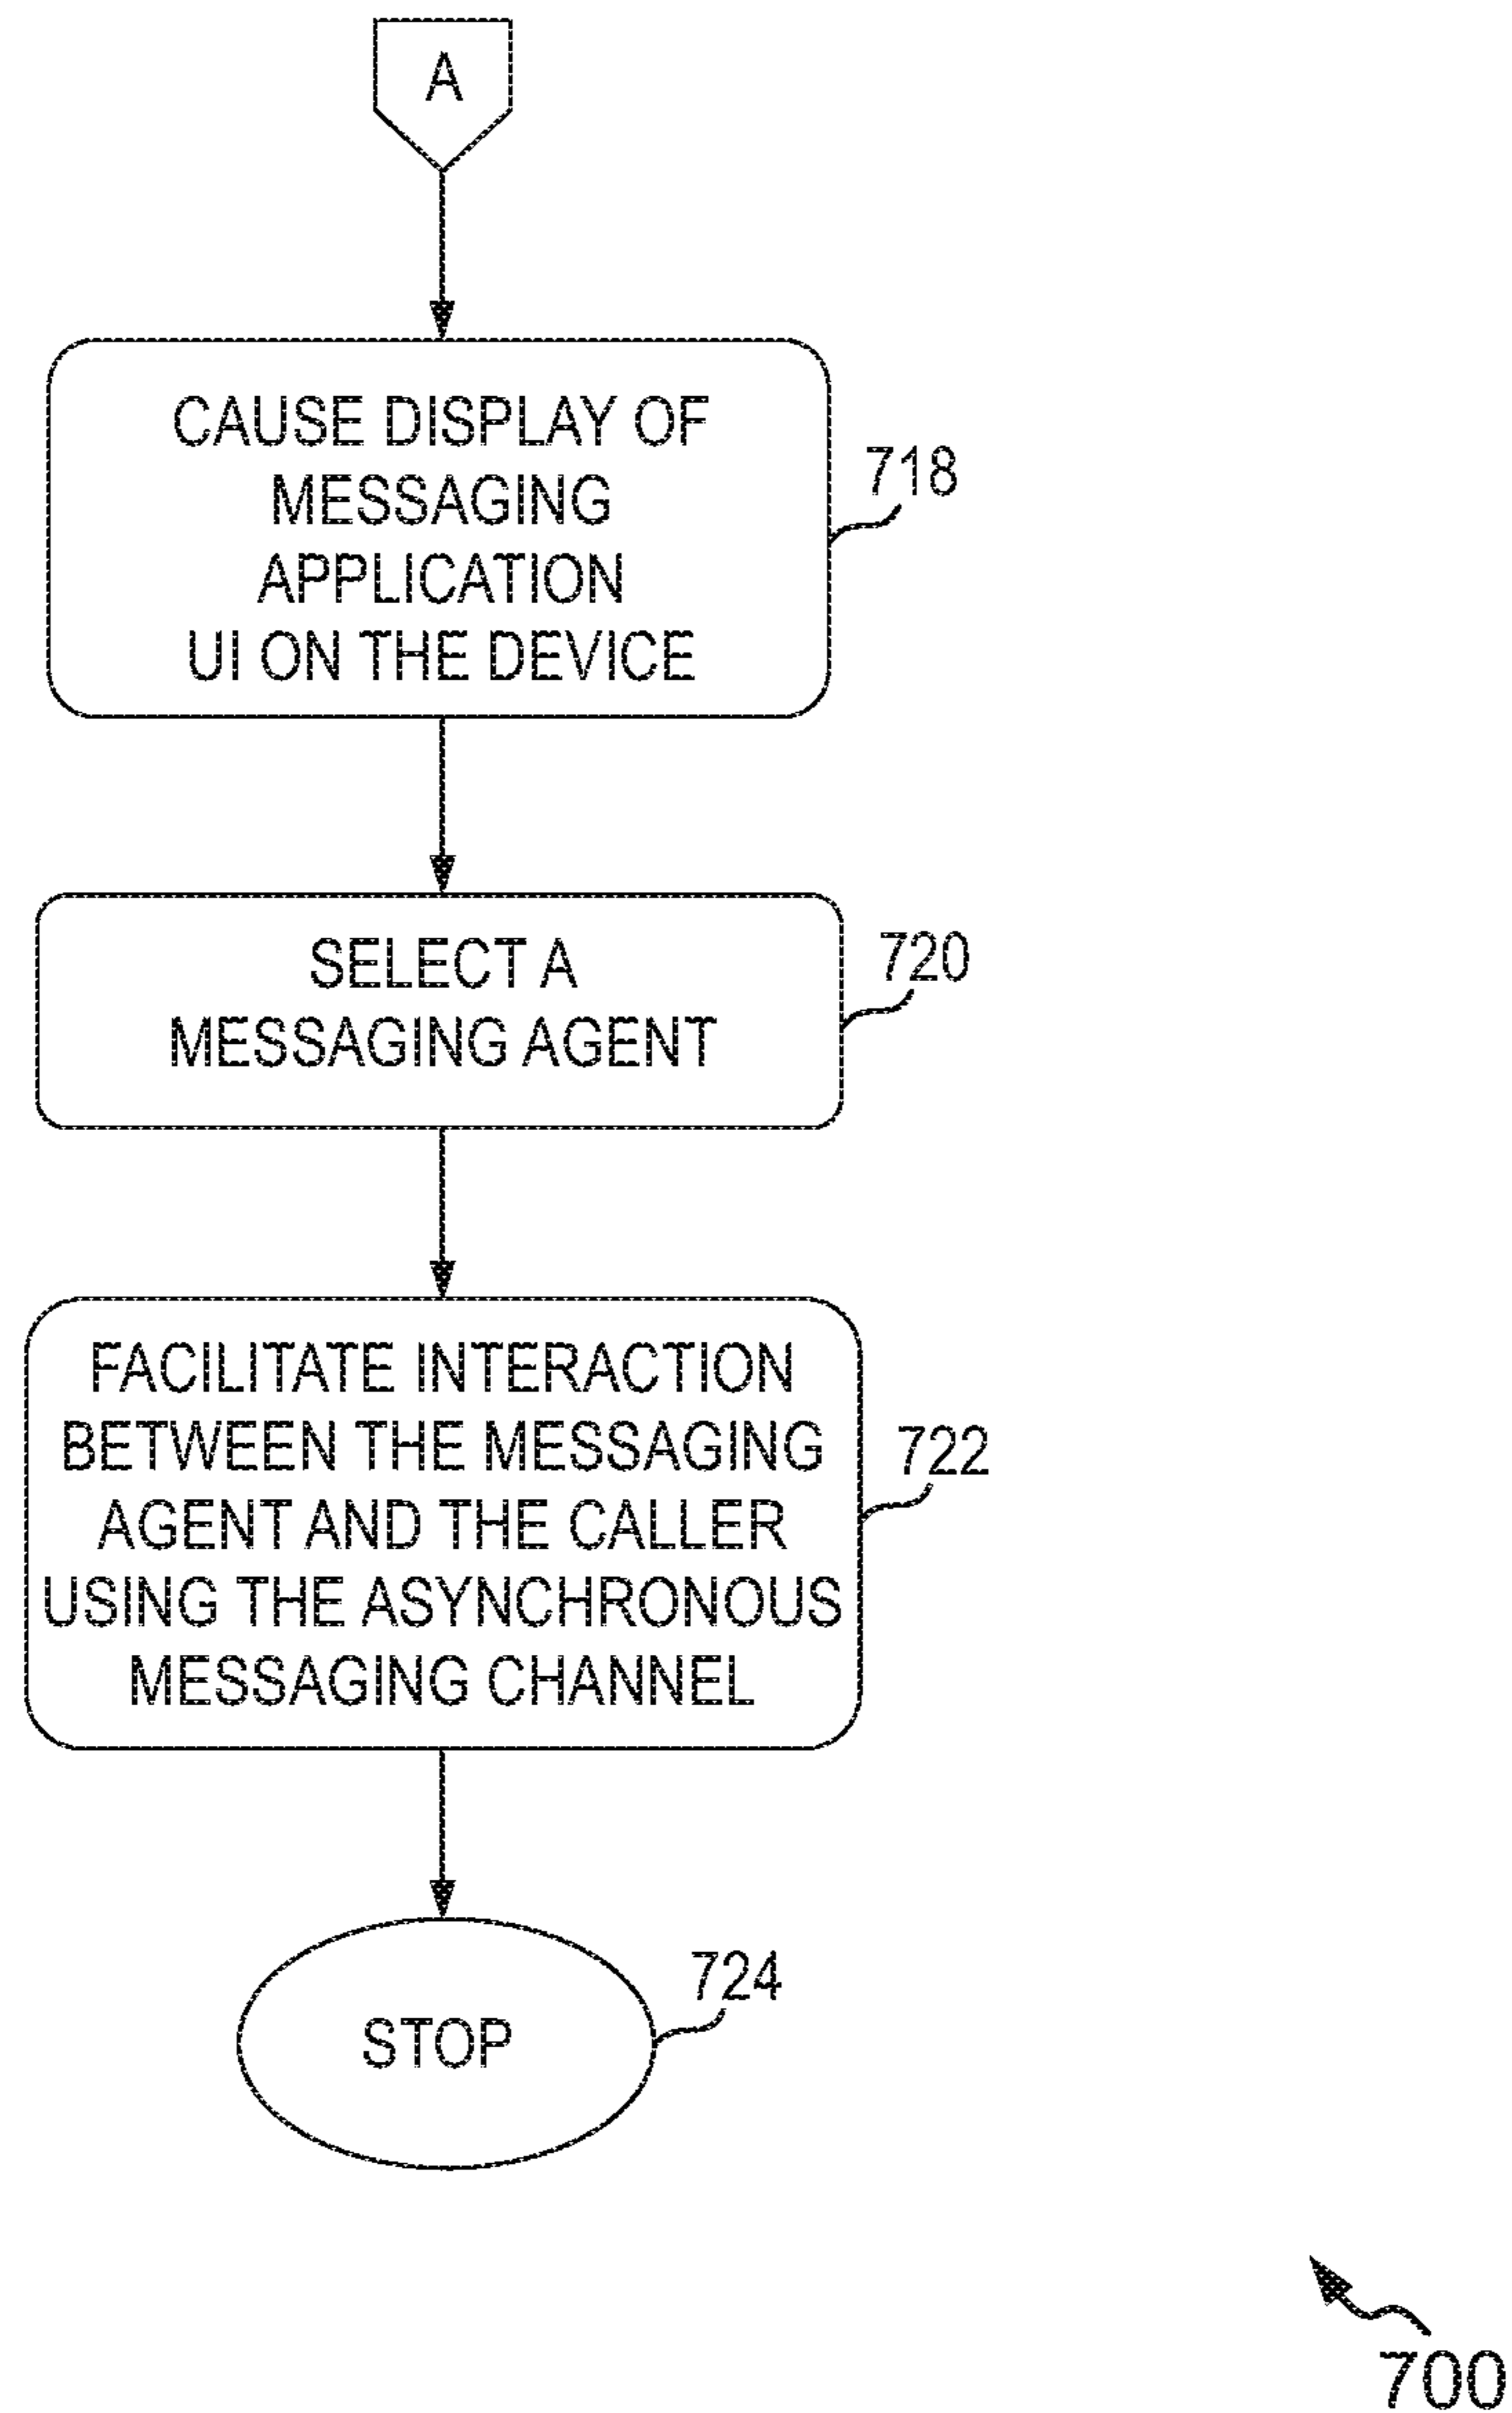 A
CAUSE DISPLAY OF
MESSAGING
APPLICATION
UI ON THE DEVICE
718
SELECT A
MESSAGING AGENT
720
FACILITATE INTERACTION
BETWEEN THE MESSAGING
AGENT AND THE CALLER
USING THE ASYNCHRONOUS
MESSAGING CHANNEL
722
STOP
724
700